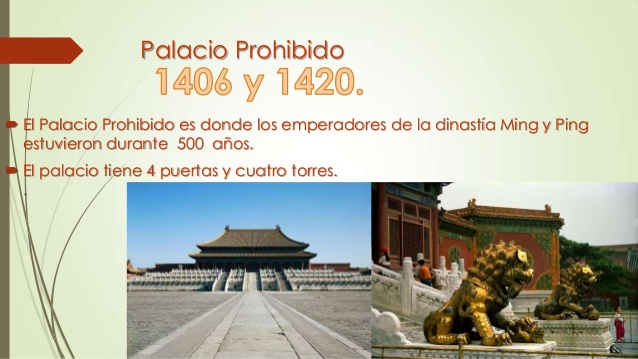 Palacio Prohibido
1406 y 1420.
El Palacio Prohibido es donde los emperadores de la dinastía Ming y Ping
estuvieron durante 500 años.
El palacio tiene 4 puertas y cuatro torres.